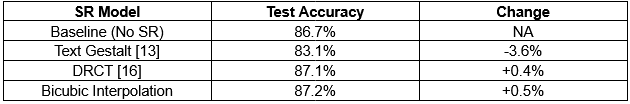 SR Model Test Accuracy Change
Baseline (No SR) 86.7% NA
Text Gestalt [13] 83.1% -3.6%
DRCT [16] 87.1% +0.4%
Bicubic Interpolation 87.2% +0.5%